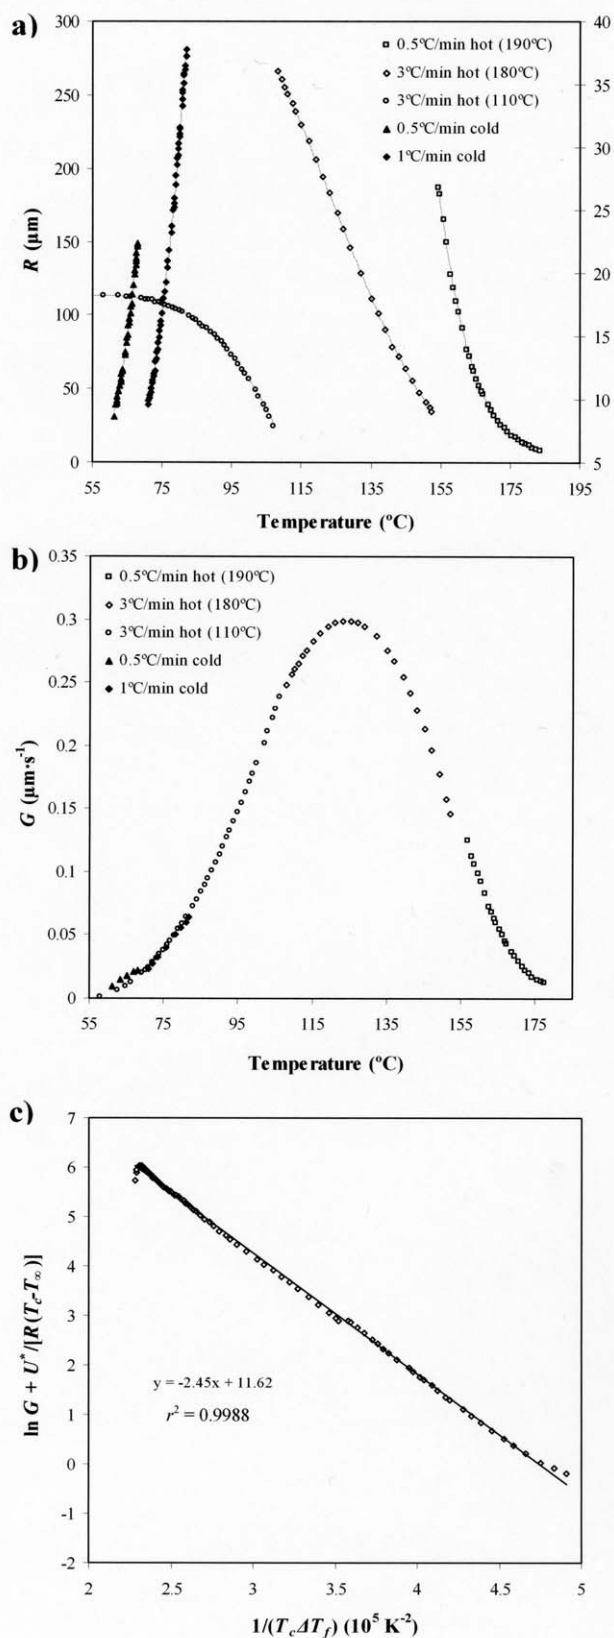 a)
300
250
200
150
100
50
0
R (µm)
40
35
30
25
20
15
10
5
0.5ºC/min hot (190ºC)
3ºC/min hot (180ºC)
3ºC/min hot (110ºC)
0.5ºC/min cold
1ºC/min cold
55 75 95 115 135 155 175 195
Temperature (ºC)
b)
0.35
0.3
0.25
0.2
0.15
0.1
0.05
0
G (µm·s⁻¹)
0.5ºC/min hot (190ºC)
3ºC/min hot (180ºC)
3ºC/min hot (110ºC)
0.5ºC/min cold
1ºC/min cold
55 75 95 115 135 155 175
Temperature (ºC)
c)
7
6
5
4
3
2
1
0
-1
-2
ln G + U*/[R(Tc-T∞)]
y = -2.45x + 11.62
r² = 0.9988
2 2.5 3 3.5 4 4.5 5
1/(TcΔTf) (10⁵ K⁻²)